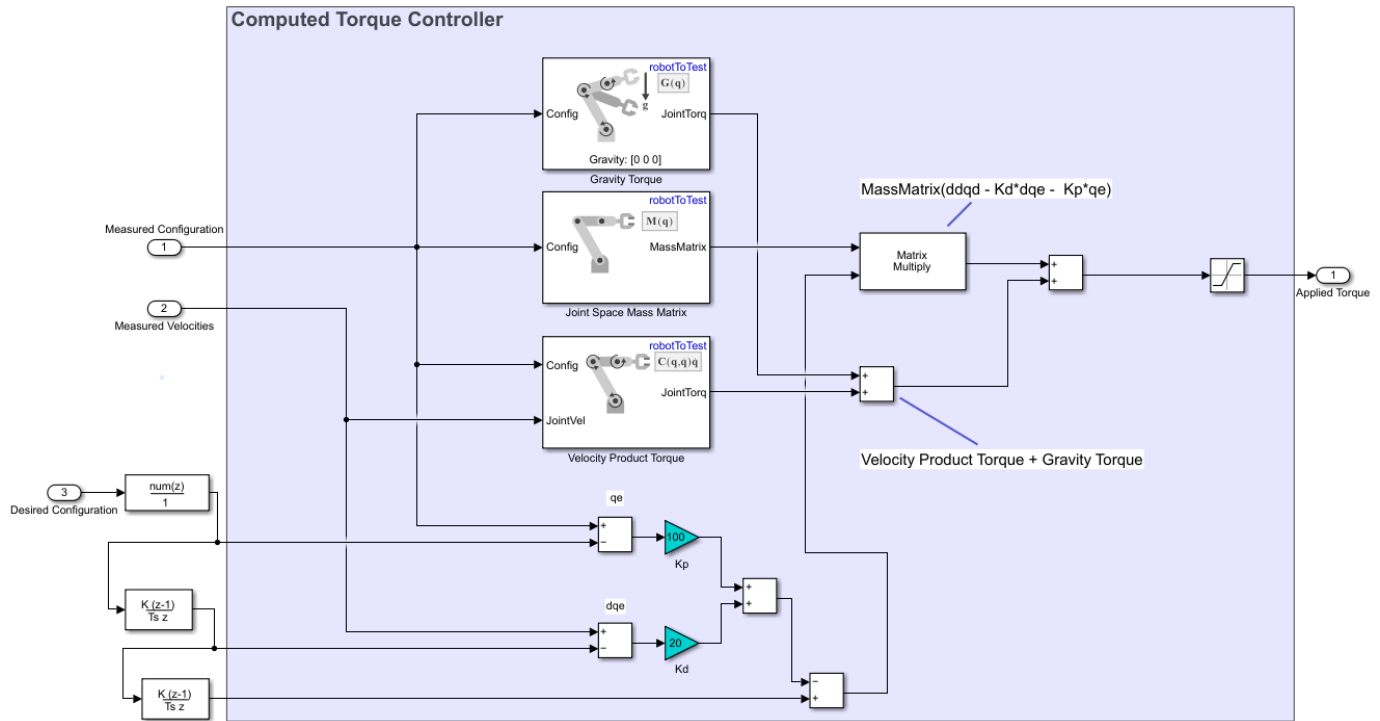 Computed Torque Controller
robotToTest
G(q)
g
Config
JointTorq
Gravity: [0 0 0]
Gravity Torque
robotToTest
M(q)
Config
MassMatrix
Joint Space Mass Matrix
robotToTest
C(q,q̇)q̇
Config
JointTorq
JointVel
Velocity Product Torque
Measured Configuration
1
2
Measured Velocities
MassMatrix(ddqd - Kd*dqe -  Kp*qe)
Matrix
Multiply
+
+
1
Applied Torque
+
+
Velocity Product Torque + Gravity Torque
3
Desired Configuration
num(z)
1
qe
+
−
100
Kp
K (z-1)
Ts z
dqe
+
−
20
Kd
+
+
K (z-1)
Ts z
−
+